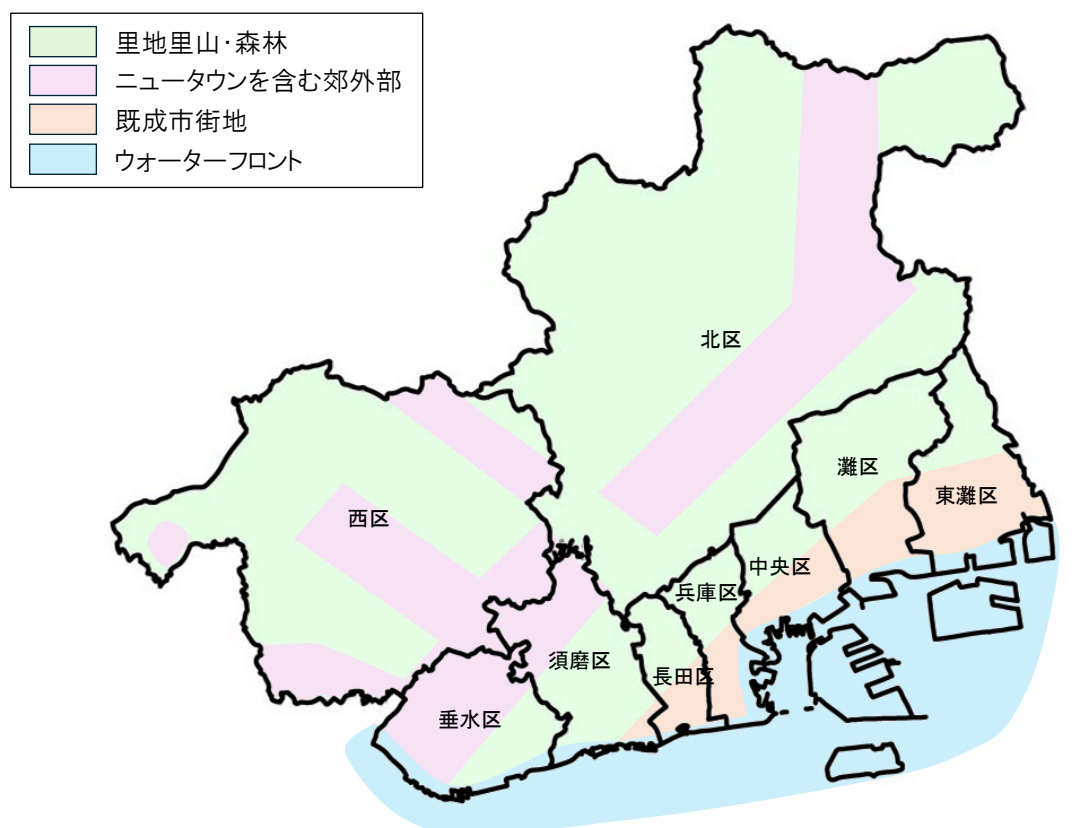 里地里山・森林
ニュータウンを含む郊外部
既成市街地
ウォーターフロント
北区
灘区
東灘区
西区
中央区
兵庫区
須磨区
長田区
垂水区